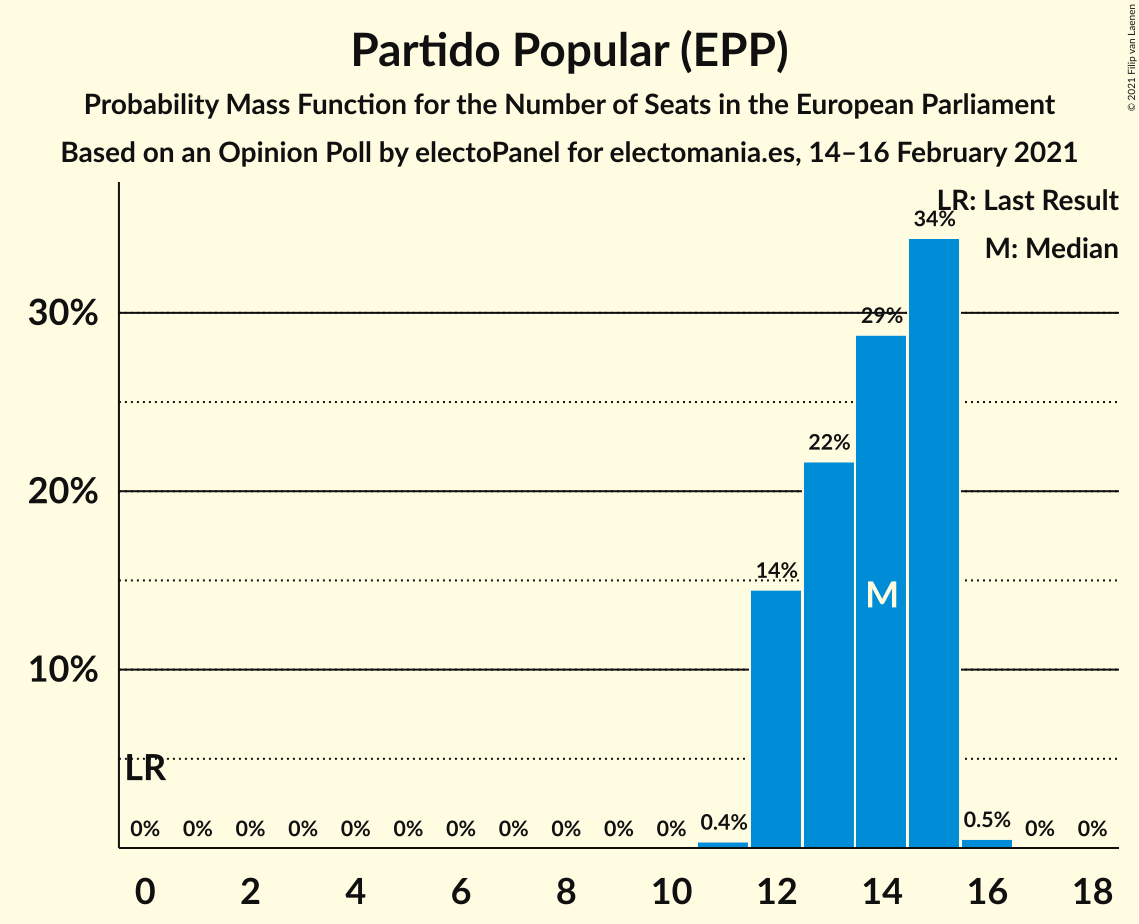 Partido Popular (EPP)
Probability Mass Function for the Number of Seats in the European Parliament
Based on an Opinion Poll by electoPanel for electomania.es, 14–16 February 2021
© 2021 Filip van Laenen
LR: Last Result
M: Median
34%
30%
29%
22%
20%
14%
M
10%
LR
0% 0% 0% 0% 0% 0% 0% 0% 0% 0% 0% 0.4% 0.5% 0% 0%
0 2 4 6 8 10 12 14 16 18